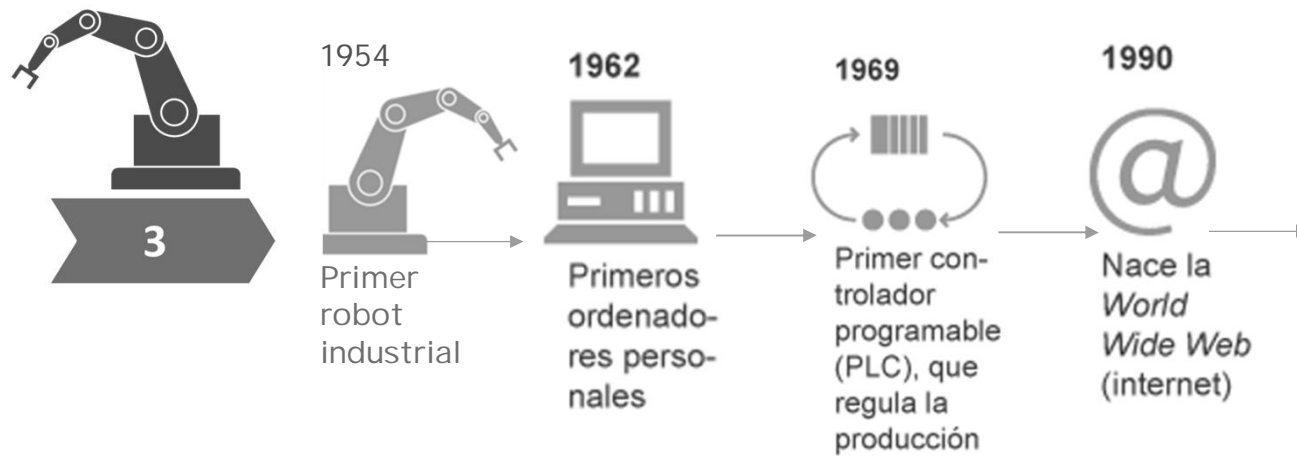 3
1954
Primer
robot
industrial
1962
Primeros
ordenado-
res perso-
nales
1969
Primer con-
trolador
programable
(PLC), que
regula la
producción
1990
@
Nace la
World
Wide Web
(internet)